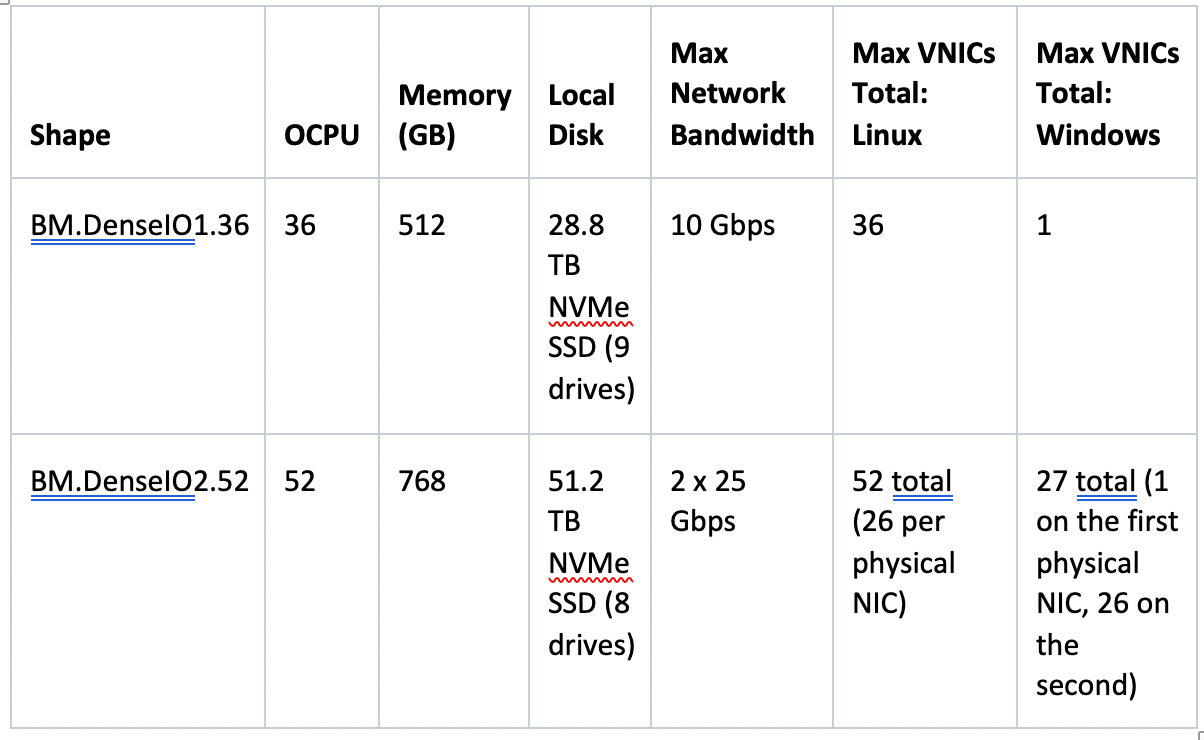 Shape
OCPU
Memory
(GB)
Local
Disk
Max
Network
Bandwidth
Max VNICs
Total:
Linux
Max VNICs
Total:
Windows
BM.DenseIO1.36
36
512
28.8
TB
NVMe
SSD (9
drives)
10 Gbps
36
1
BM.DenseIO2.52
52
768
51.2
TB
NVMe
SSD (8
drives)
2 x 25
Gbps
52 total
(26 per
physical
NIC)
27 total (1
on the first
physical
NIC, 26 on
the
second)